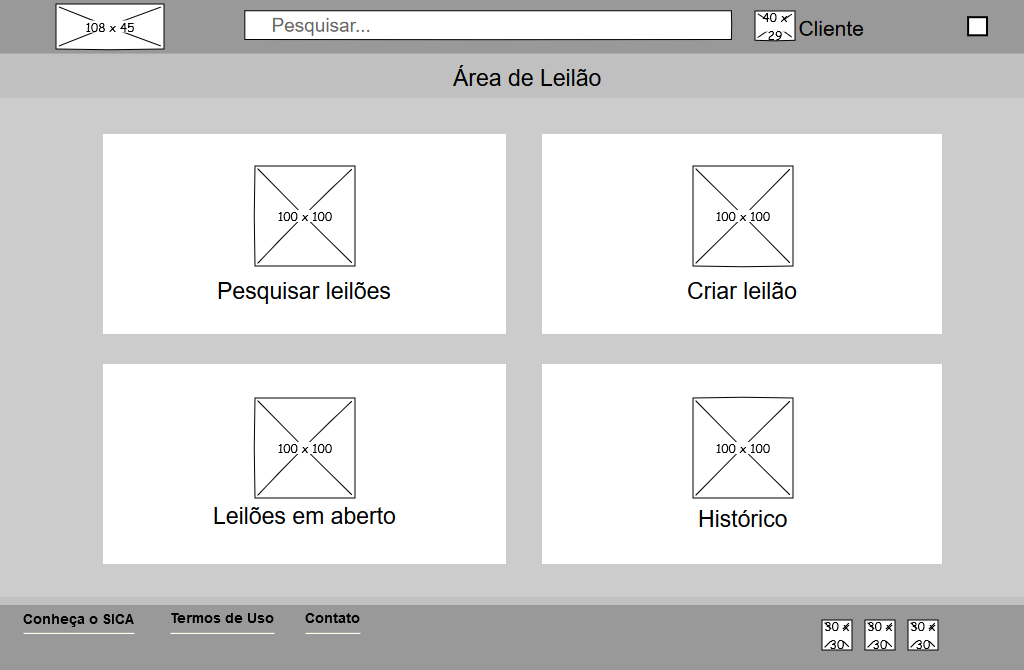 108 x 45
Pesquisar...
40 x
29
Cliente
Área de Leilão
100 x 100
100 x 100
Pesquisar leilões
Criar leilão
100 x 100
100 x 100
Leilões em aberto
Histórico
Conheça o SICA
Termos de Uso
Contato
30 x
30
30 x
30
30 x
30